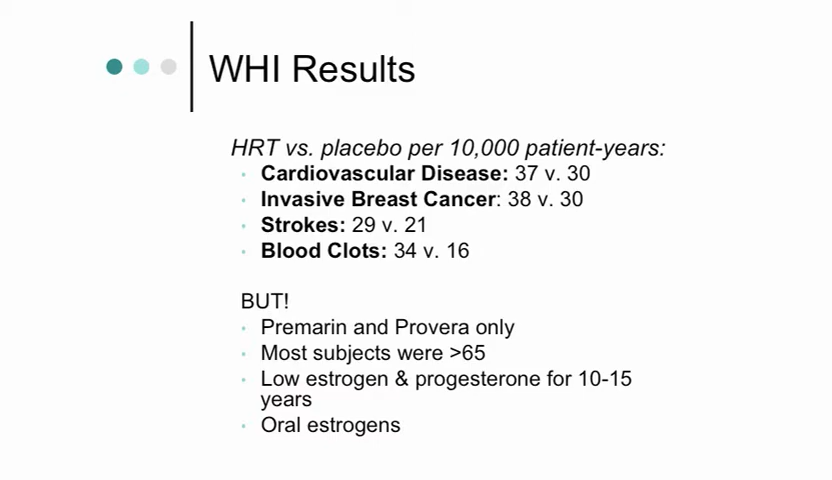 WHI Results
HRT vs. placebo per 10,000 patient-years:
· Cardiovascular Disease: 37 v. 30
· Invasive Breast Cancer: 38 v. 30
· Strokes: 29 v. 21
· Blood Clots: 34 v. 16
BUT!
· Premarin and Provera only
· Most subjects were >65
· Low estrogen & progesterone for 10-15
years
· Oral estrogens